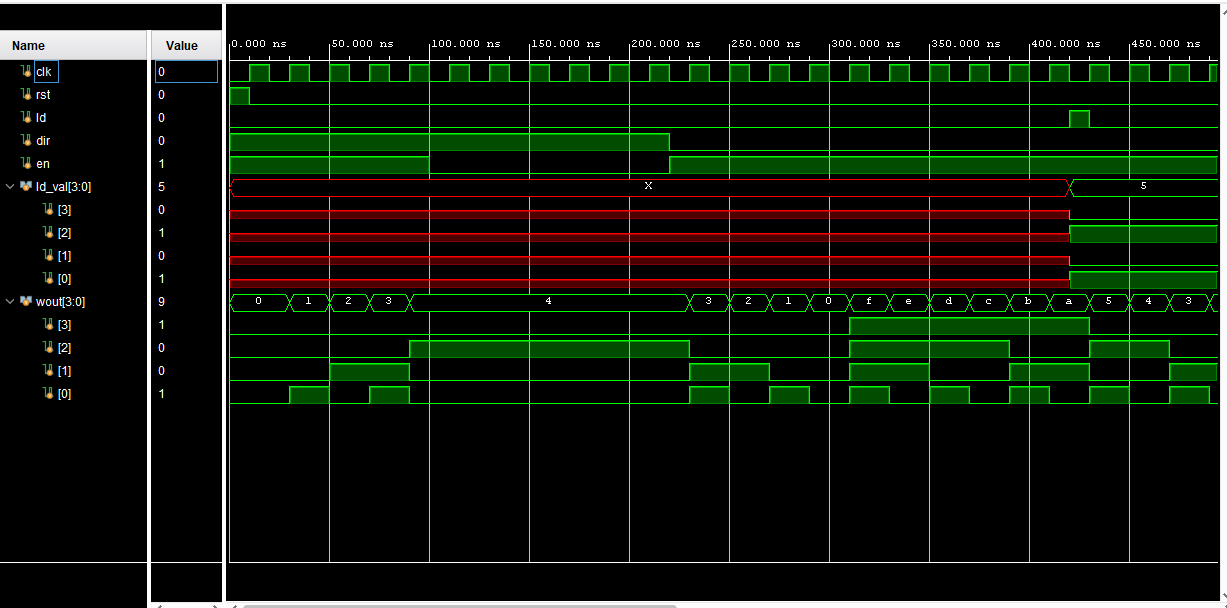 Name Value 0.000 ns 50.000 ns 100.000 ns 150.000 ns 200.000 ns 250.000 ns 300.000 ns 350.000 ns 400.000 ns 450.000 ns
clk 0
rst 0
ld 0
dir 0
en 1
ld_val[3:0] 5 X 5
[3] 0
[2] 1
[1] 0
[0] 1
wout[3:0] 9 0 1 2 3 4 3 2 1 0 f e d c b a 5 4 3
[3] 1
[2] 0
[1] 0
[0] 1